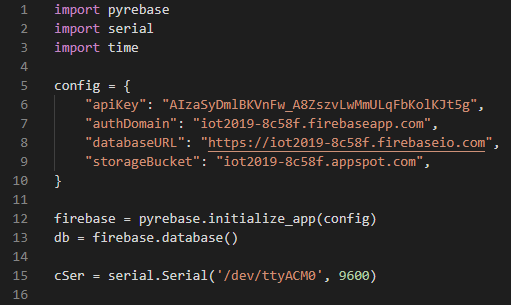 1 import pyrebase
2 import serial
3 import time
4
5 config = {
6     "apiKey": "AIzaSyDmlBKVnFw_A8ZszvLwMmULqFbKolKJt5g",
7     "authDomain": "iot2019-8c58f.firebaseapp.com",
8     "databaseURL": "https://iot2019-8c58f.firebaseio.com",
9     "storageBucket": "iot2019-8c58f.appspot.com",
10 }
11
12 firebase = pyrebase.initialize_app(config)
13 db = firebase.database()
14
15 cSer = serial.Serial('/dev/ttyACM0', 9600)
16